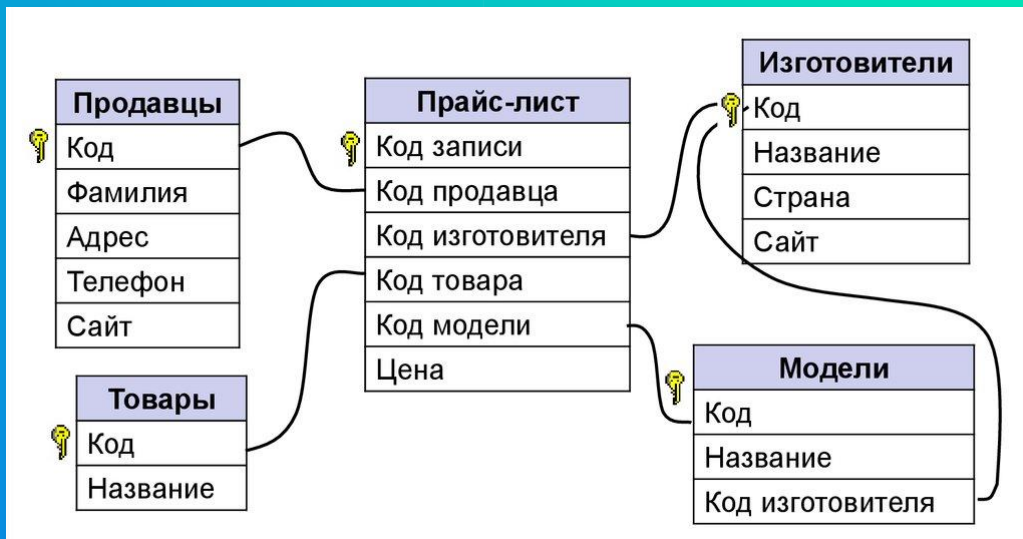 Продавцы
Код
Фамилия
Адрес
Телефон
Сайт
Товары
Код
Название
Прайс-лист
Код записи
Код продавца
Код изготовителя
Код товара
Код модели
Цена
Изготовители
Код
Название
Страна
Сайт
Модели
Код
Название
Код изготовителя